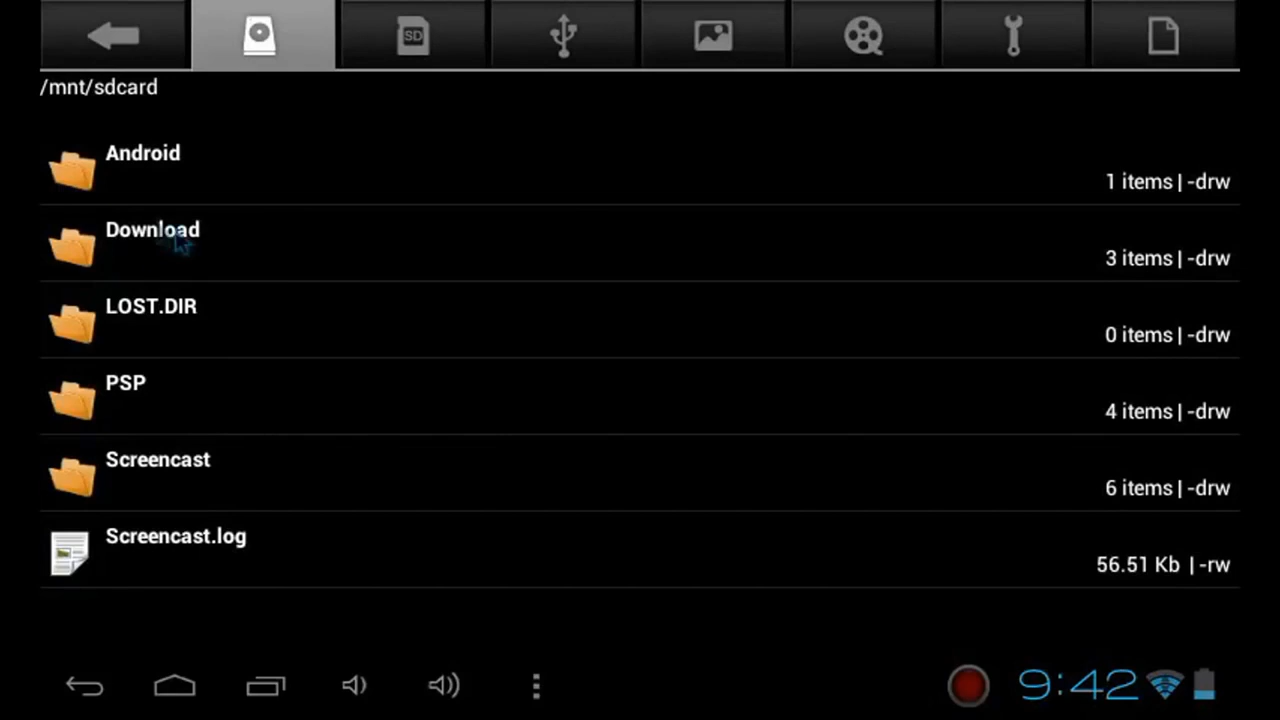 SD
/mnt/sdcard
Android
1 items | -drw
Download
3 items | -drw
LOST.DIR
0 items | -drw
PSP
4 items | -drw
Screencast
6 items | -drw
Screencast.log
56.51 Kb | -rw
9:42